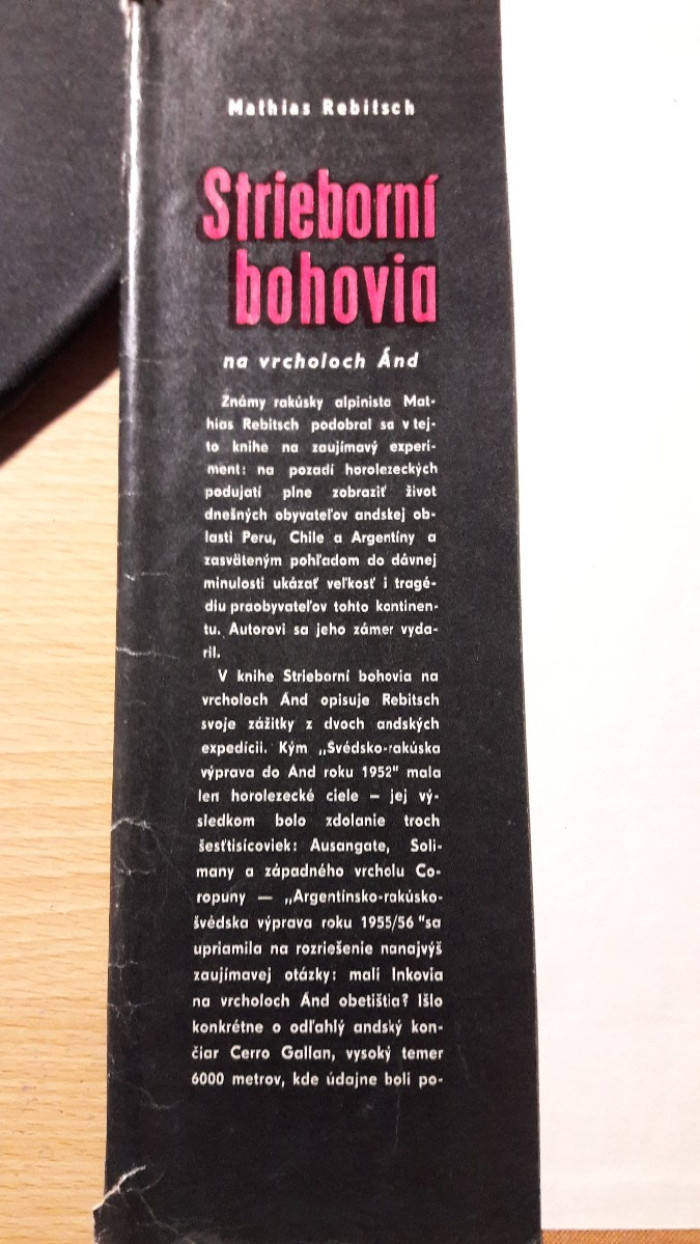 Mathias Rebitsch
Strieborní
bohovia
na vrcholoch Ánd
Známy rakúsky alpinista Mat-
hias Rebitsch podobral sa v tej-
to knihe na zaujímavý experi-
ment: na pozadí horolezeckých
podujatí plne zobraziť život
dnešných obyvateľov andskej ob-
lasti Peru, Chile a Argentíny a
zasväteným pohľadom do dávnej
minulosti ukázať veľkosť i tragé-
diu praobyvateľov tohto kontinen-
tu. Autorovi sa jeho zámer vyda-
ril.
V knihe Strieborní bohovia na
vrcholoch Ánd opisuje Rebitsch
svoje zážitky z dvoch andských
expedícií. Kým „Švédsko-rakúska
výprava do Ánd roku 1952" mala
len horolezecké ciele — jej vý-
sledkom bolo zdolanie troch
šesťtisícoviek: Ausangate, Soli-
many a západného vrcholu Co-
ropuny — „Argentínsko-rakúsko-
švédska výprava roku 1955/56 "sa
upriamila na rozriešenie nanajvýš
zaujímavej otázky: mali Inkovia
na vrcholoch Ánd obetištia? Išlo
konkrétne o odľahlý andský kon-
čiar Cerro Gallan, vysoký temer
6000 metrov, kde údajne boli po-